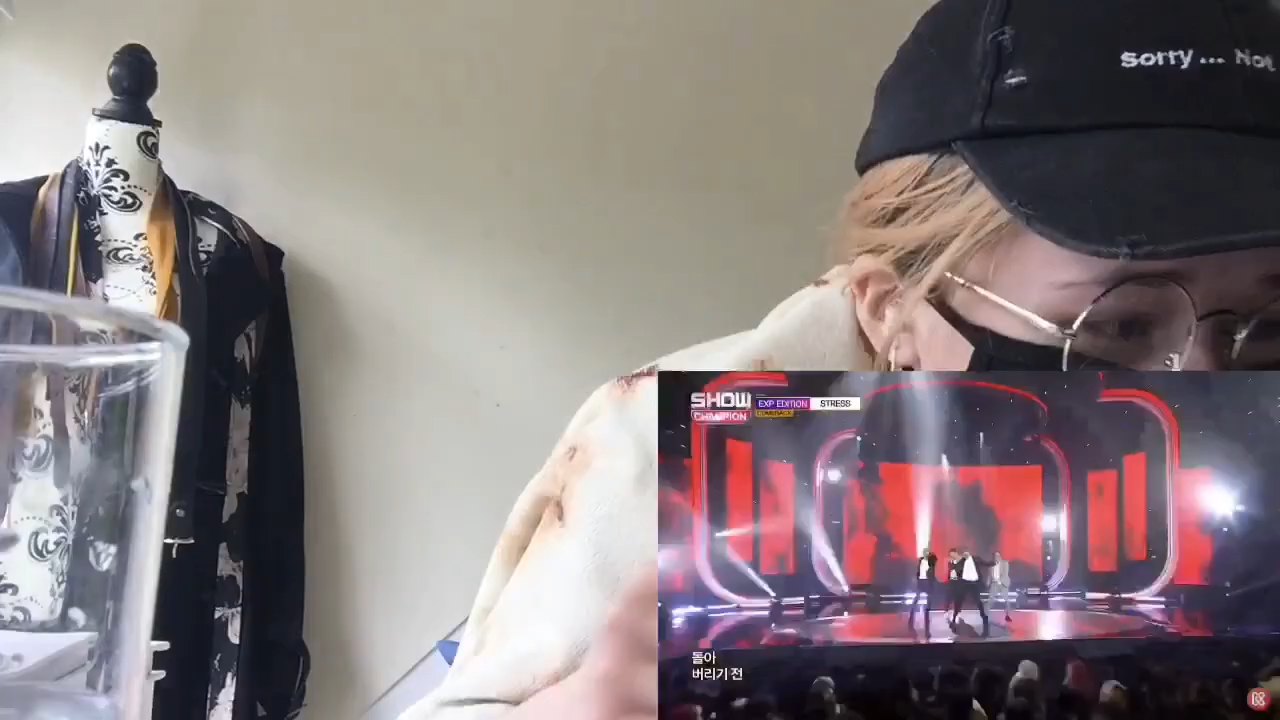 sorry... Not
SHOW
CHAMPION
EXP EDITION
STRESS
COMEBACK
돌아
버리기 전